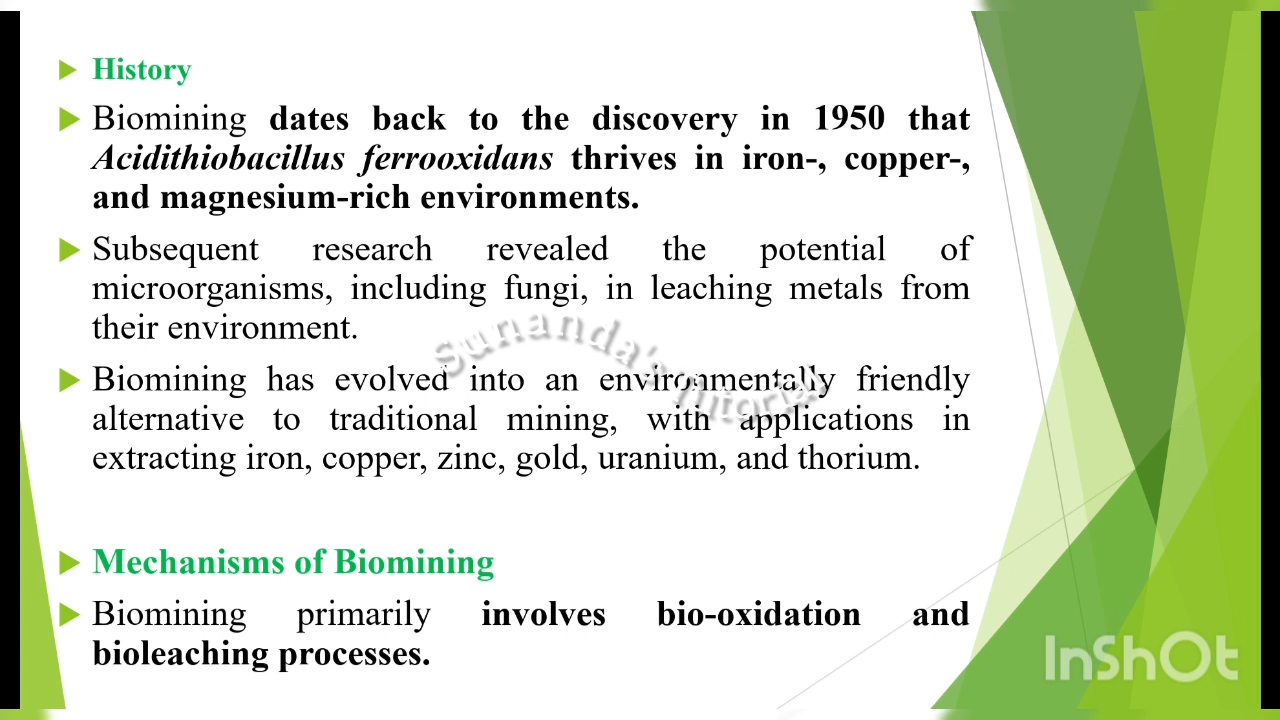 History
Biomining dates back to the discovery in 1950 that
Acidithiobacillus ferrooxidans thrives in iron-, copper-,
and magnesium-rich environments.
Subsequent research revealed the potential of
microorganisms, including fungi, in leaching metals from
their environment.
Sunanda's Tutorial
Biomining has evolved into an environmentally friendly
alternative to traditional mining, with applications in
extracting iron, copper, zinc, gold, uranium, and thorium.
Mechanisms of Biomining
Biomining primarily involves bio-oxidation and
bioleaching processes.
InShOt